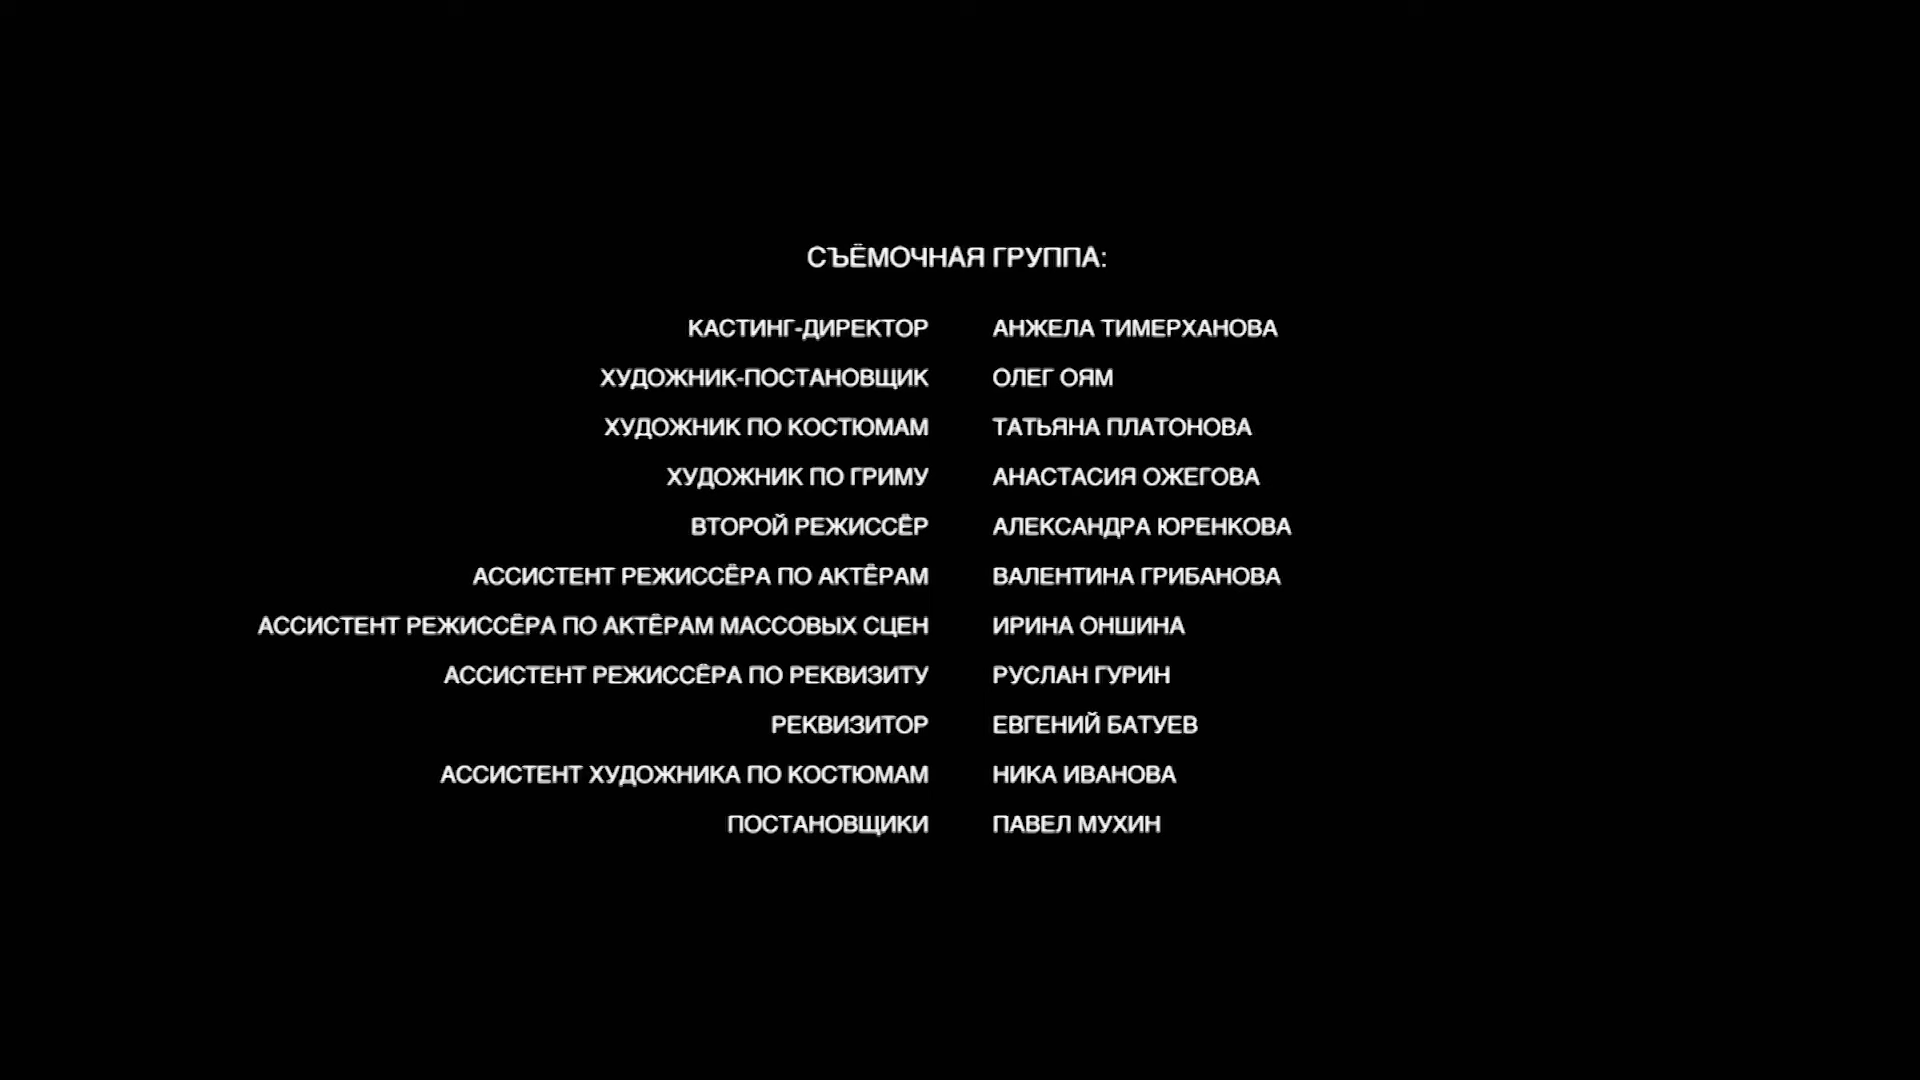 СЪЁМОЧНАЯ ГРУППА:
КАСТИНГ-ДИРЕКТОР АНЖЕЛА ТИМЕРХАНОВА
ХУДОЖНИК-ПОСТАНОВЩИК ОЛЕГ ОЯМ
ХУДОЖНИК ПО КОСТЮМАМ ТАТЬЯНА ПЛАТОНОВА
ХУДОЖНИК ПО ГРИМУ АНАСТАСИЯ ОЖЕГОВА
ВТОРОЙ РЕЖИССЁР АЛЕКСАНДРА ЮРЕНКОВА
АССИСТЕНТ РЕЖИССЁРА ПО АКТЁРАМ ВАЛЕНТИНА ГРИБАНОВА
АССИСТЕНТ РЕЖИССЁРА ПО АКТЁРАМ МАССОВЫХ СЦЕН ИРИНА ОНШИНА
АССИСТЕНТ РЕЖИССЁРА ПО РЕКВИЗИТУ РУСЛАН ГУРИН
РЕКВИЗИТОР ЕВГЕНИЙ БАТУЕВ
АССИСТЕНТ ХУДОЖНИКА ПО КОСТЮМАМ НИКА ИВАНОВА
ПОСТАНОВЩИКИ ПАВЕЛ МУХИН